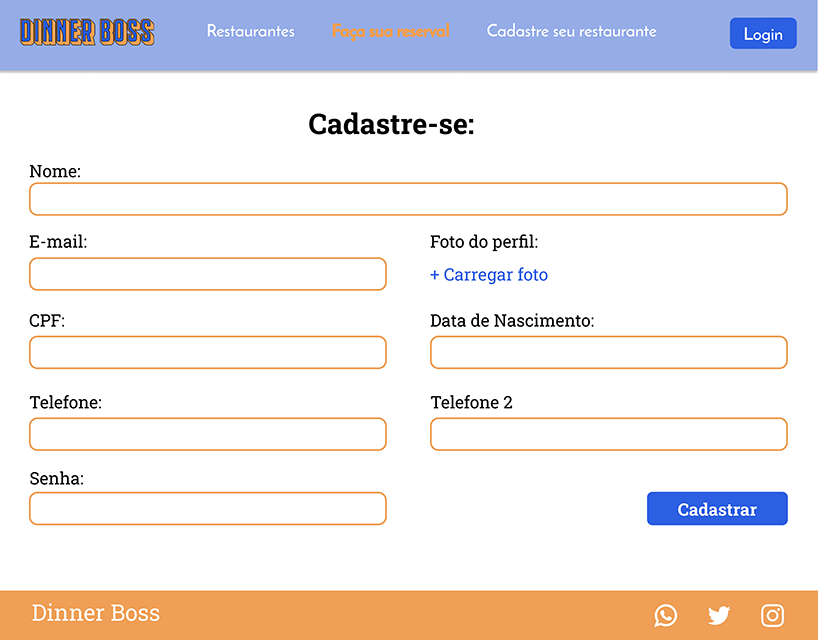 DINNER BOSS Restaurantes Faça sua reserva! Cadastre seu restaurante Login
Cadastre-se:
Nome:
E-mail: Foto do perfil:
+ Carregar foto
CPF: Data de Nascimento:
Telefone: Telefone 2
Senha:
Cadastrar
Dinner Boss